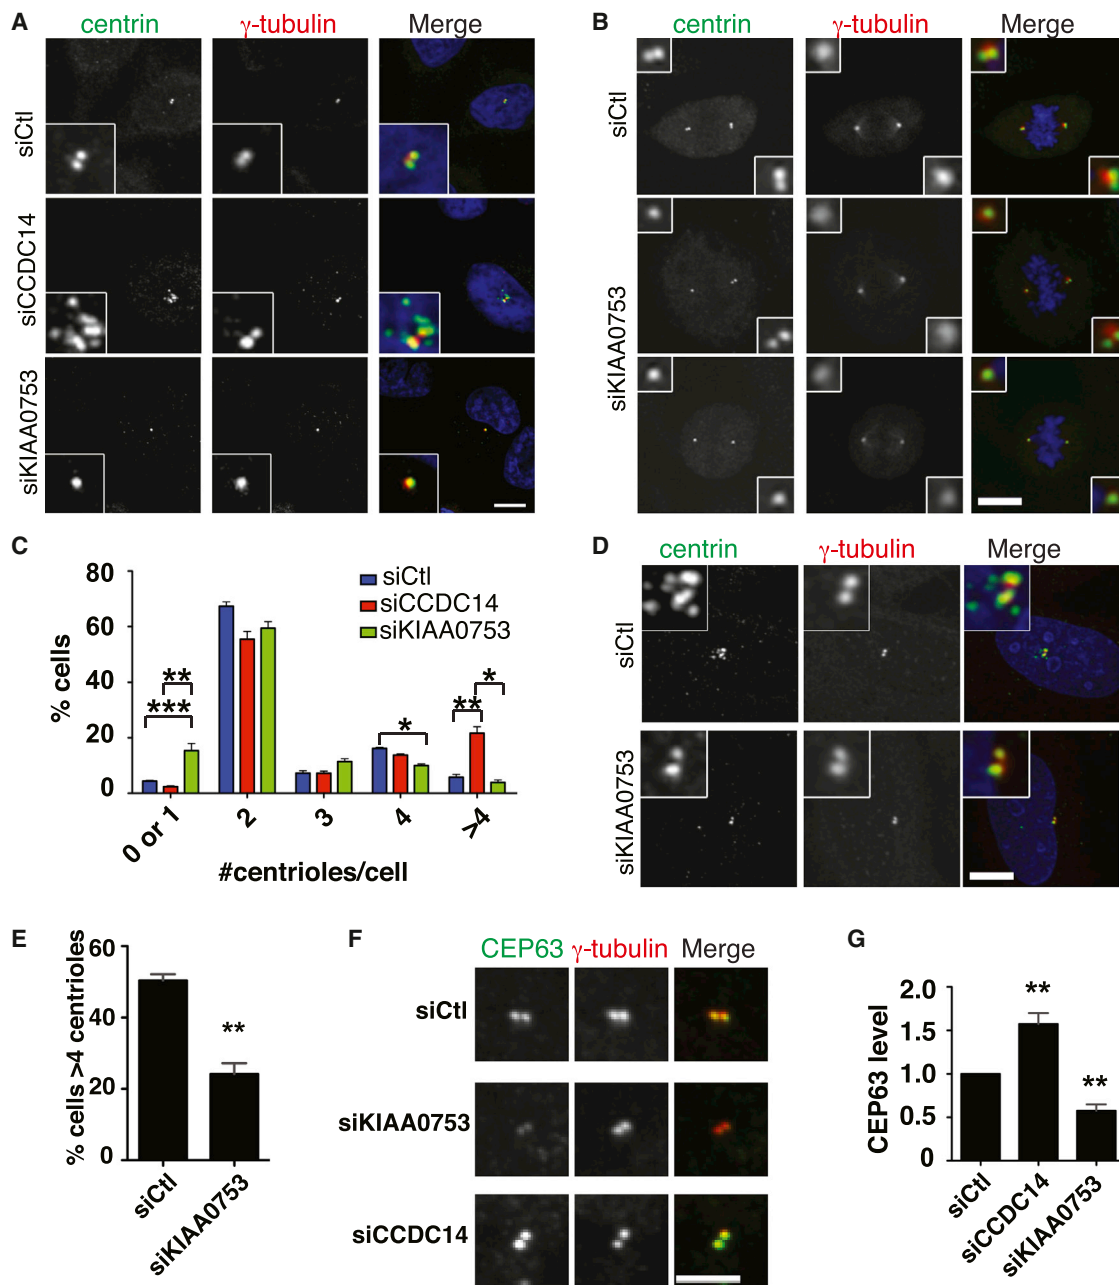 A
centrin γ-tubulin Merge
siCtl
siCCDC14
siKIAA0753
B
centrin γ-tubulin Merge
siCtl
siKIAA0753
C
% cells
80
60
40
20
0
siCtl
siCCDC14
siKIAA0753
** *** * ** *
0 or 1 2 3 4 >4
#centrioles/cell
D
centrin γ-tubulin Merge
siCtl
siKIAA0753
E
% cells >4 centrioles
60
40
20
0
**
siCtl siKIAA0753
F
CEP63 γ-tubulin Merge
siCtl
siKIAA0753
siCCDC14
G
CEP63 level
2.0
1.5
1.0
0.5
0
** **
siCtl siCCDC14 siKIAA0753